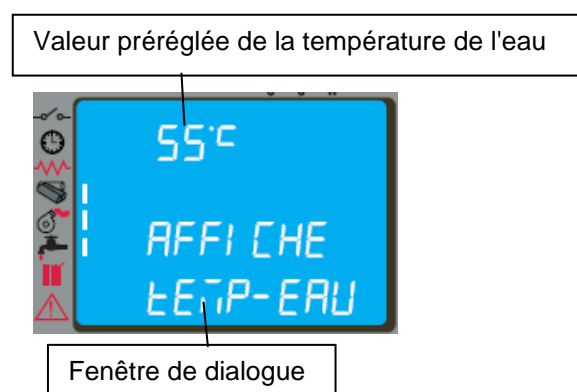 Valeur préréglée de la température de l'eau
55°C
AFFICHE
tEMP-EAU
Fenêtre de dialogue